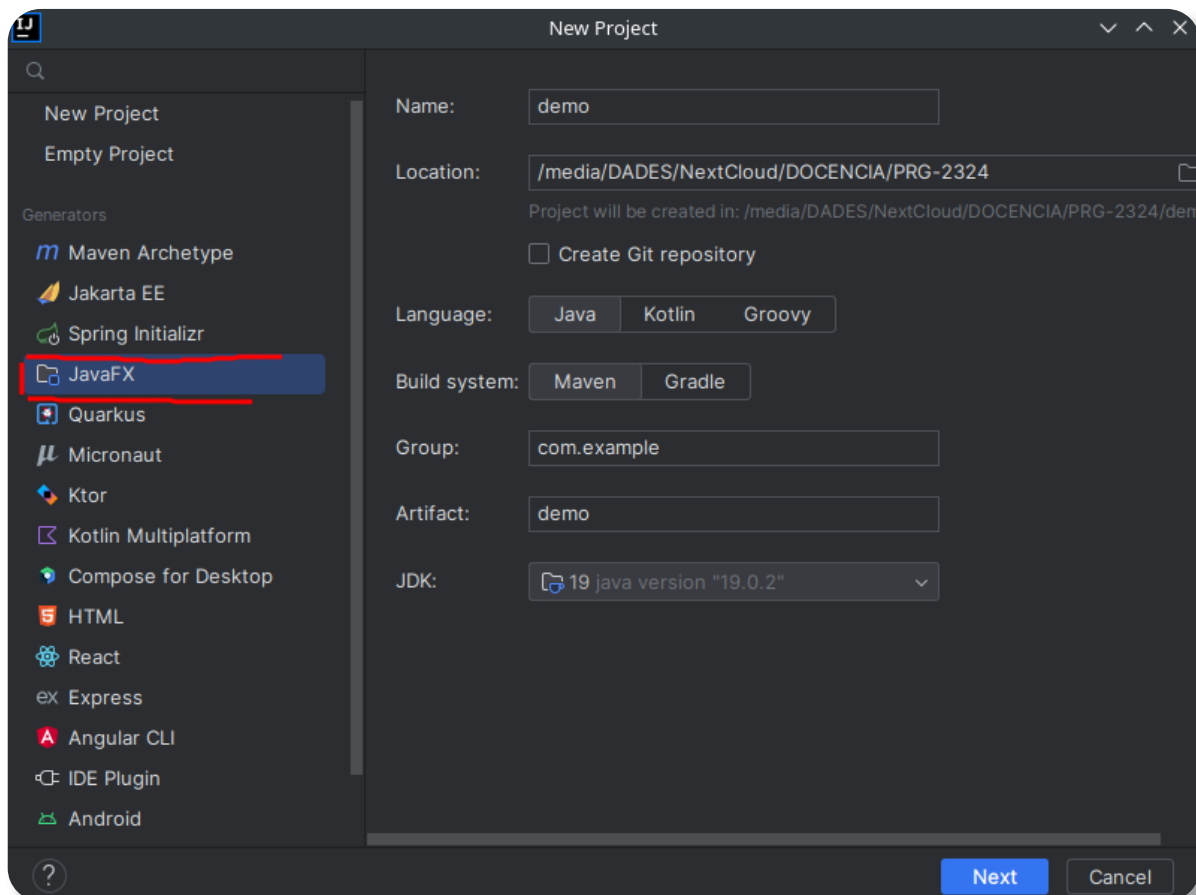 IJ
New Project
New Project
Empty Project
Generators
m Maven Archetype
Jakarta EE
Spring Initializr
JavaFX
Quarkus
μ Micronaut
Ktor
Kotlin Multiplatform
Compose for Desktop
5 HTML
React
ex Express
A Angular CLI
IDE Plugin
Android
?
Name: demo
Location: /media/DADES/NextCloud/DOCENCIA/PRG-2324
Project will be created in: /media/DADES/NextCloud/DOCENCIA/PRG-2324/dem
Create Git repository
Language: Java Kotlin Groovy
Build system: Maven Gradle
Group: com.example
Artifact: demo
JDK: 19 java version "19.0.2"
Next Cancel